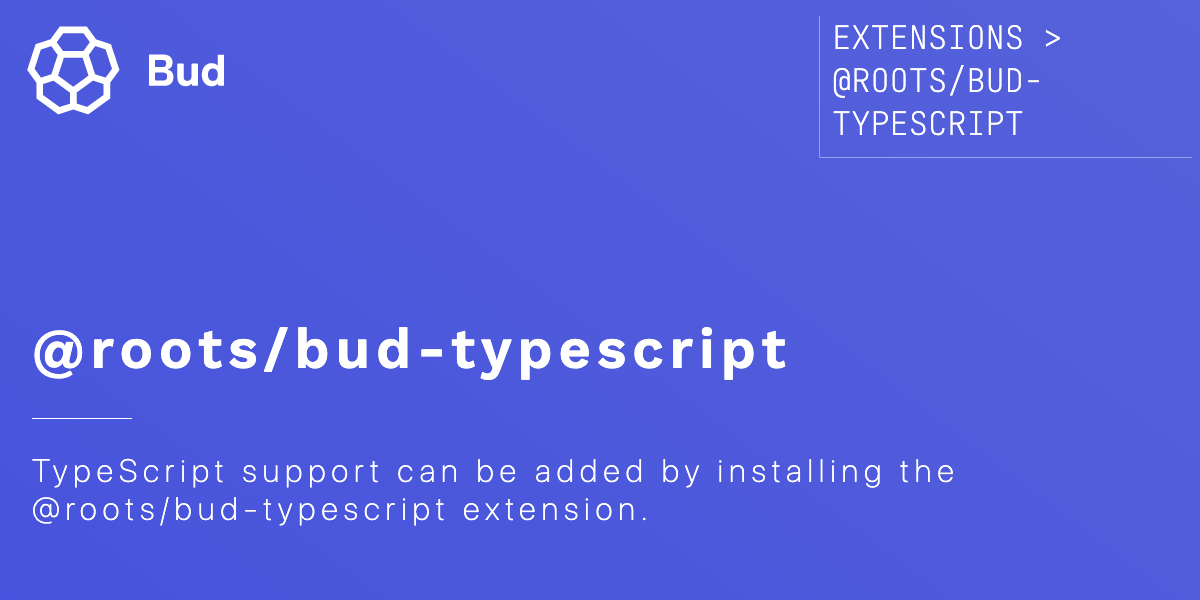 Bud
EXTENSIONS >
@ROOTS/BUD-
TYPESCRIPT
@roots/bud-typescript
TypeScript support can be added by installing the
@roots/bud-typescript extension.